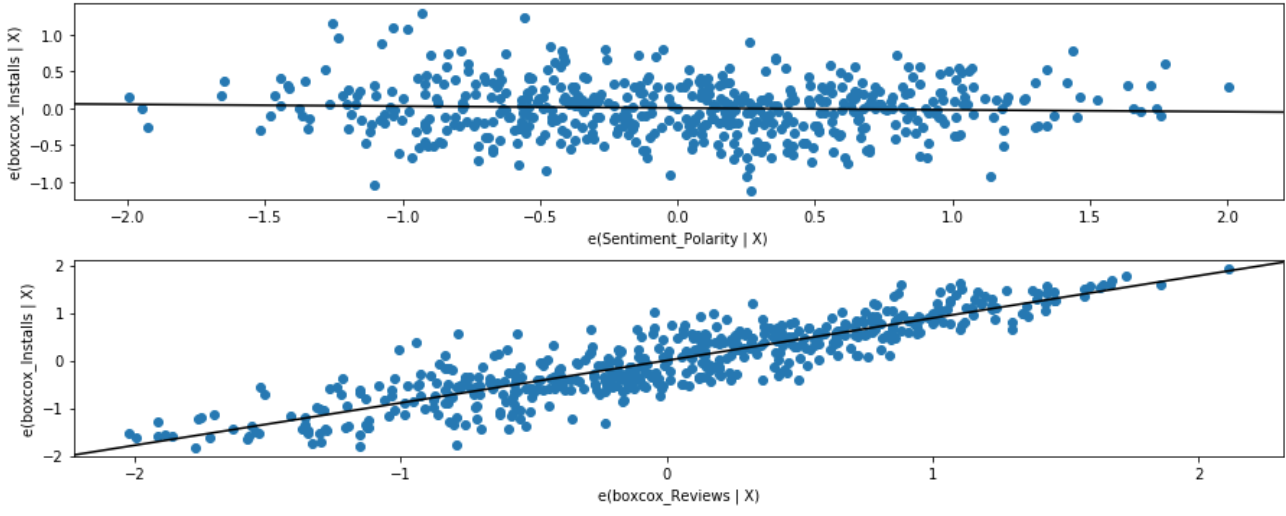 e(boxcox_Installs | X)
1.0
0.5
0.0
−0.5
−1.0
−2.0 −1.5 −1.0 −0.5 0.0 0.5 1.0 1.5 2.0
e(Sentiment_Polarity | X)
e(boxcox_Installs | X)
2
1
0
−1
−2
−2 −1 0 1 2
e(boxcox_Reviews | X)